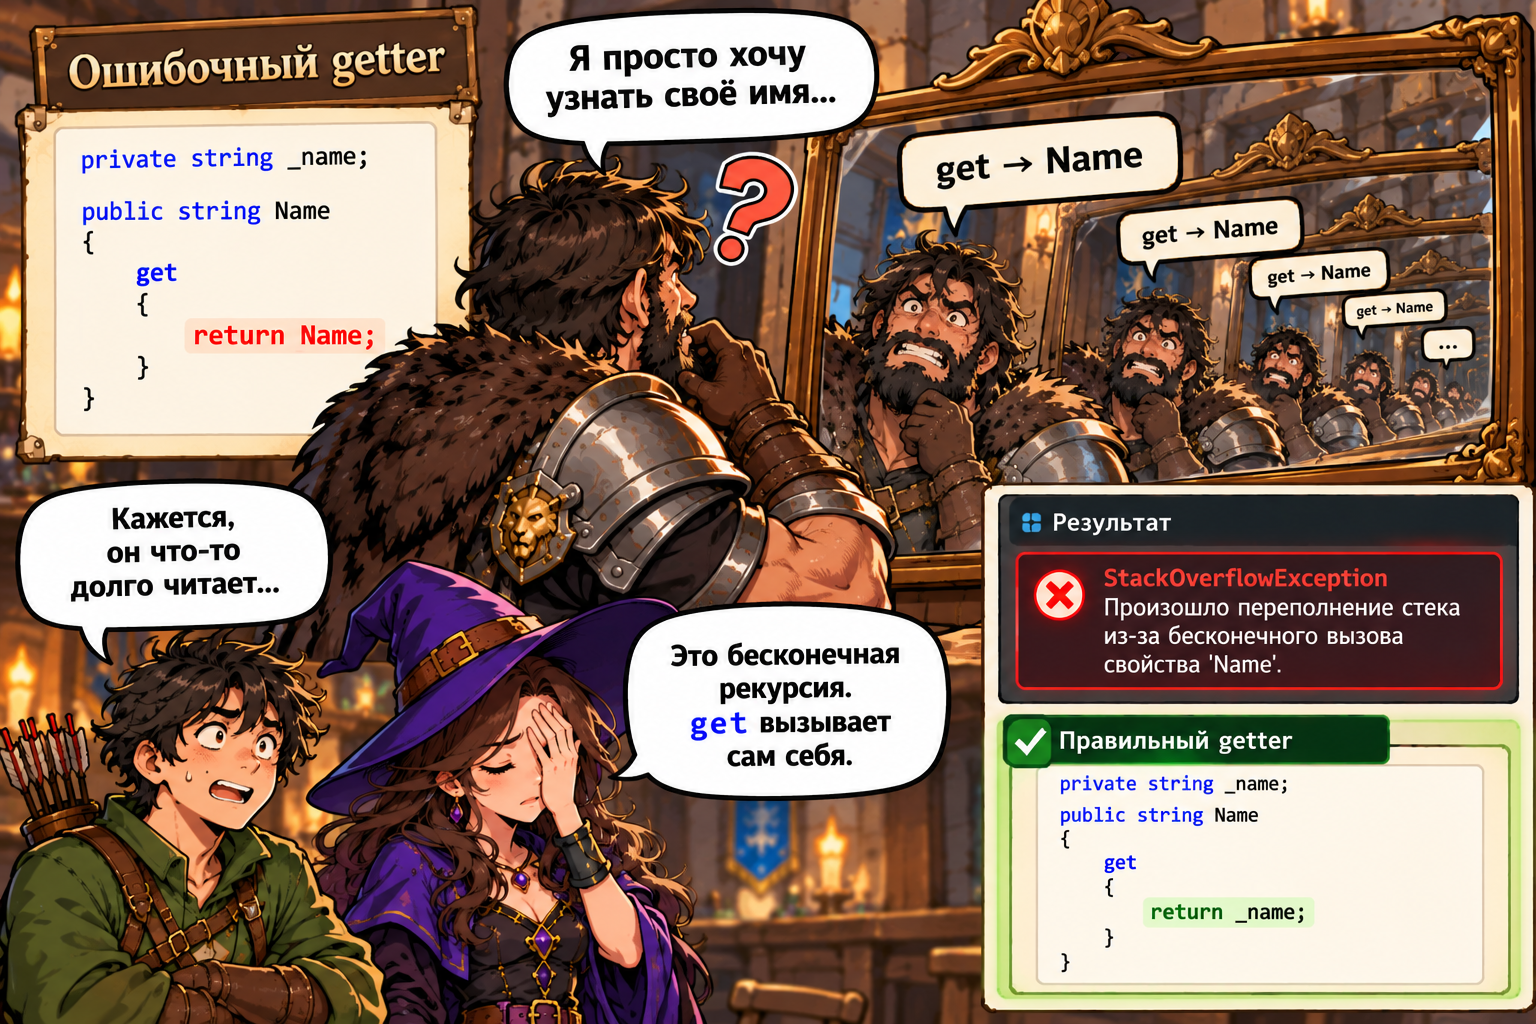 Ошибочный getter
private string _name;
public string Name
{
    get
    {
        return Name;
    }
}
Я просто хочу
узнать своё имя...
?
get → Name
get → Name
get → Name
get → Name
...
Кажется,
он что-то
долго читает...
Это бесконечная
рекурсия.
get вызывает
сам себя.
Результат
StackOverflowException
Произошло переполнение стека
из-за бесконечного вызова
свойства 'Name'.
Правильный getter
private string _name;
public string Name
{
    get
    {
        return _name;
    }
}